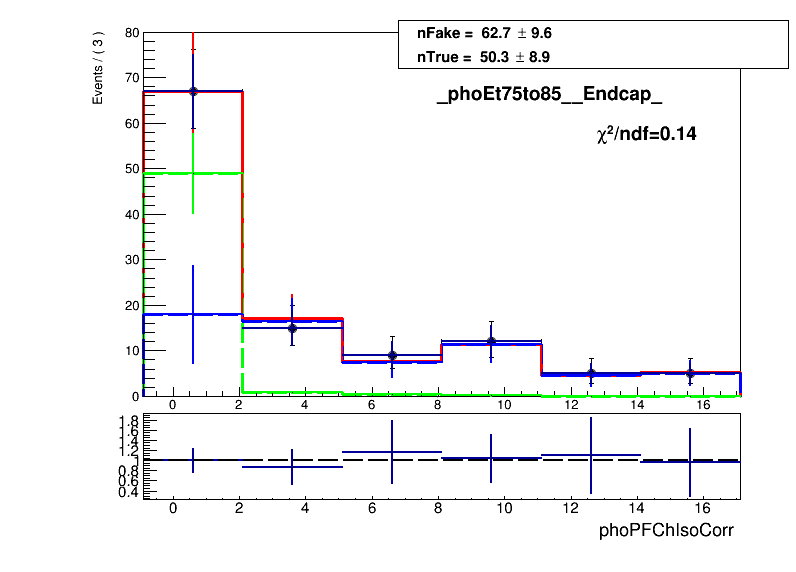 nFake = 62.7 ± 9.6
nTrue = 50.3 ± 8.9
Events / ( 3 )
_phoEt75to85__Endcap_
χ²/ndf=0.14
80
70
60
50
40
30
20
10
0
0 2 4 6 8 10 12 14 16
1.8
1.6
1.4
1.2
1
0.8
0.6
0.4
0 2 4 6 8 10 12 14 16
phoPFChIsoCorr